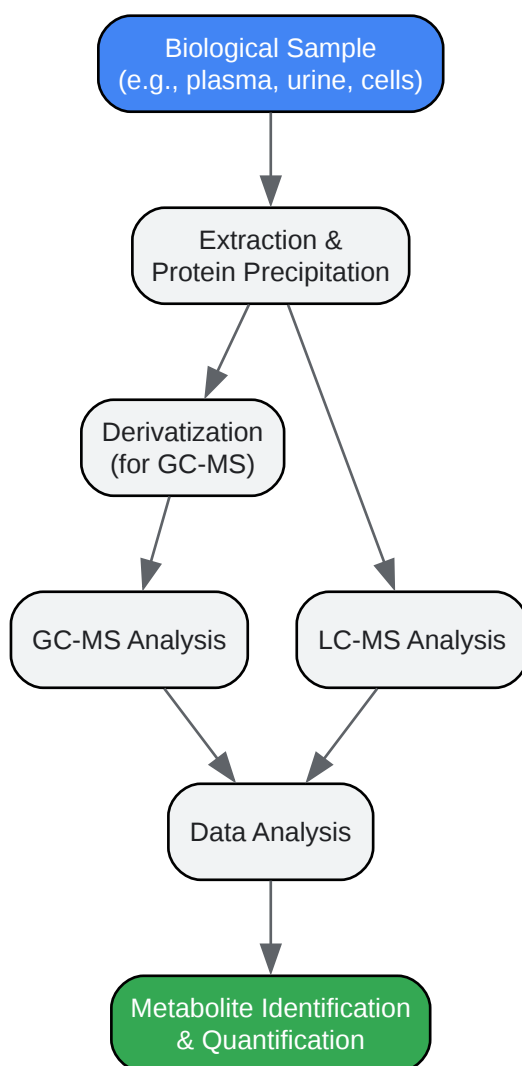 Biological Sample
(e.g., plasma, urine, cells)
Extraction &
Protein Precipitation
Derivatization
(for GC-MS)
GC-MS Analysis
LC-MS Analysis
Data Analysis
Metabolite Identification
& Quantification